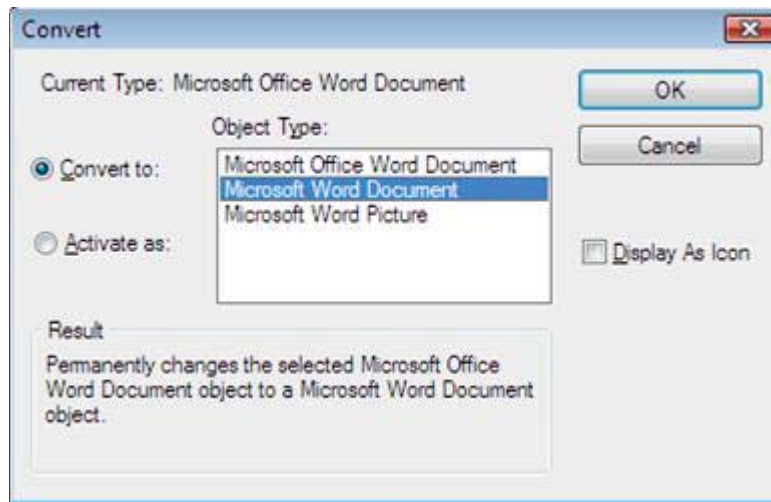 Convert
Current Type: Microsoft Office Word Document
OK
Object Type:
Cancel
Convert to:
Microsoft Office Word Document
Microsoft Word Document
Microsoft Word Picture
Activate as:
Display As Icon
Result
Permanently changes the selected Microsoft Office
Word Document object to a Microsoft Word Document
object.